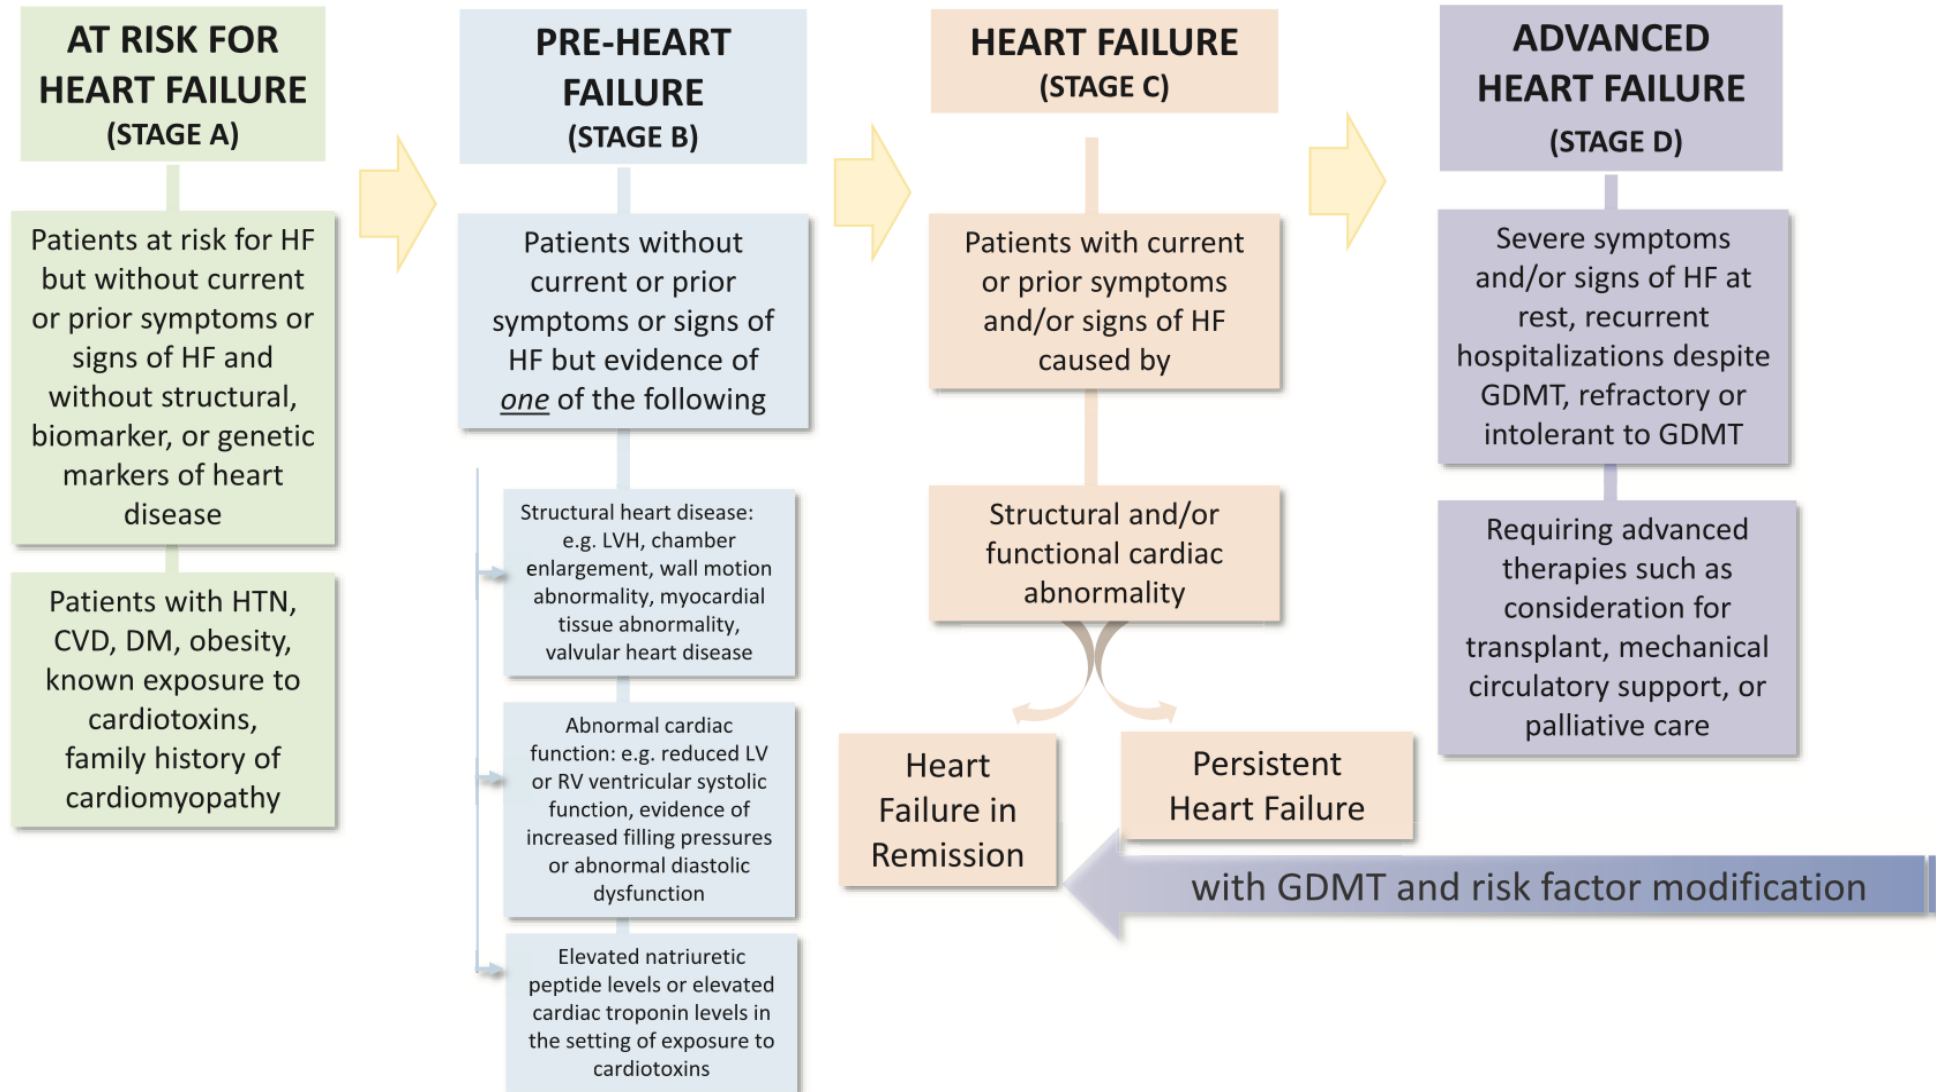 AT RISK FOR
HEART FAILURE
(STAGE A)
Patients at risk for HF
but without current
or prior symptoms or
signs of HF and
without structural,
biomarker, or genetic
markers of heart
disease
Patients with HTN,
CVD, DM, obesity,
known exposure to
cardiotoxins,
family history of
cardiomyopathy
PRE-HEART
FAILURE
(STAGE B)
Patients without
current or prior
symptoms or signs of
HF but evidence of
one of the following
Structural heart disease:
e.g. LVH, chamber
enlargement, wall motion
abnormality, myocardial
tissue abnormality,
valvular heart disease
Abnormal cardiac
function: e.g. reduced LV
or RV ventricular systolic
function, evidence of
increased filling pressures
or abnormal diastolic
dysfunction
Elevated natriuretic
peptide levels or elevated
cardiac troponin levels in
the setting of exposure to
cardiotoxins
HEART FAILURE
(STAGE C)
Patients with current
or prior symptoms
and/or signs of HF
caused by
Structural and/or
functional cardiac
abnormality
Heart
Failure in
Remission
Persistent
Heart Failure
ADVANCED
HEART FAILURE
(STAGE D)
Severe symptoms
and/or signs of HF at
rest, recurrent
hospitalizations despite
GDMT, refractory or
intolerant to GDMT
Requiring advanced
therapies such as
consideration for
transplant, mechanical
circulatory support, or
palliative care
with GDMT and risk factor modification